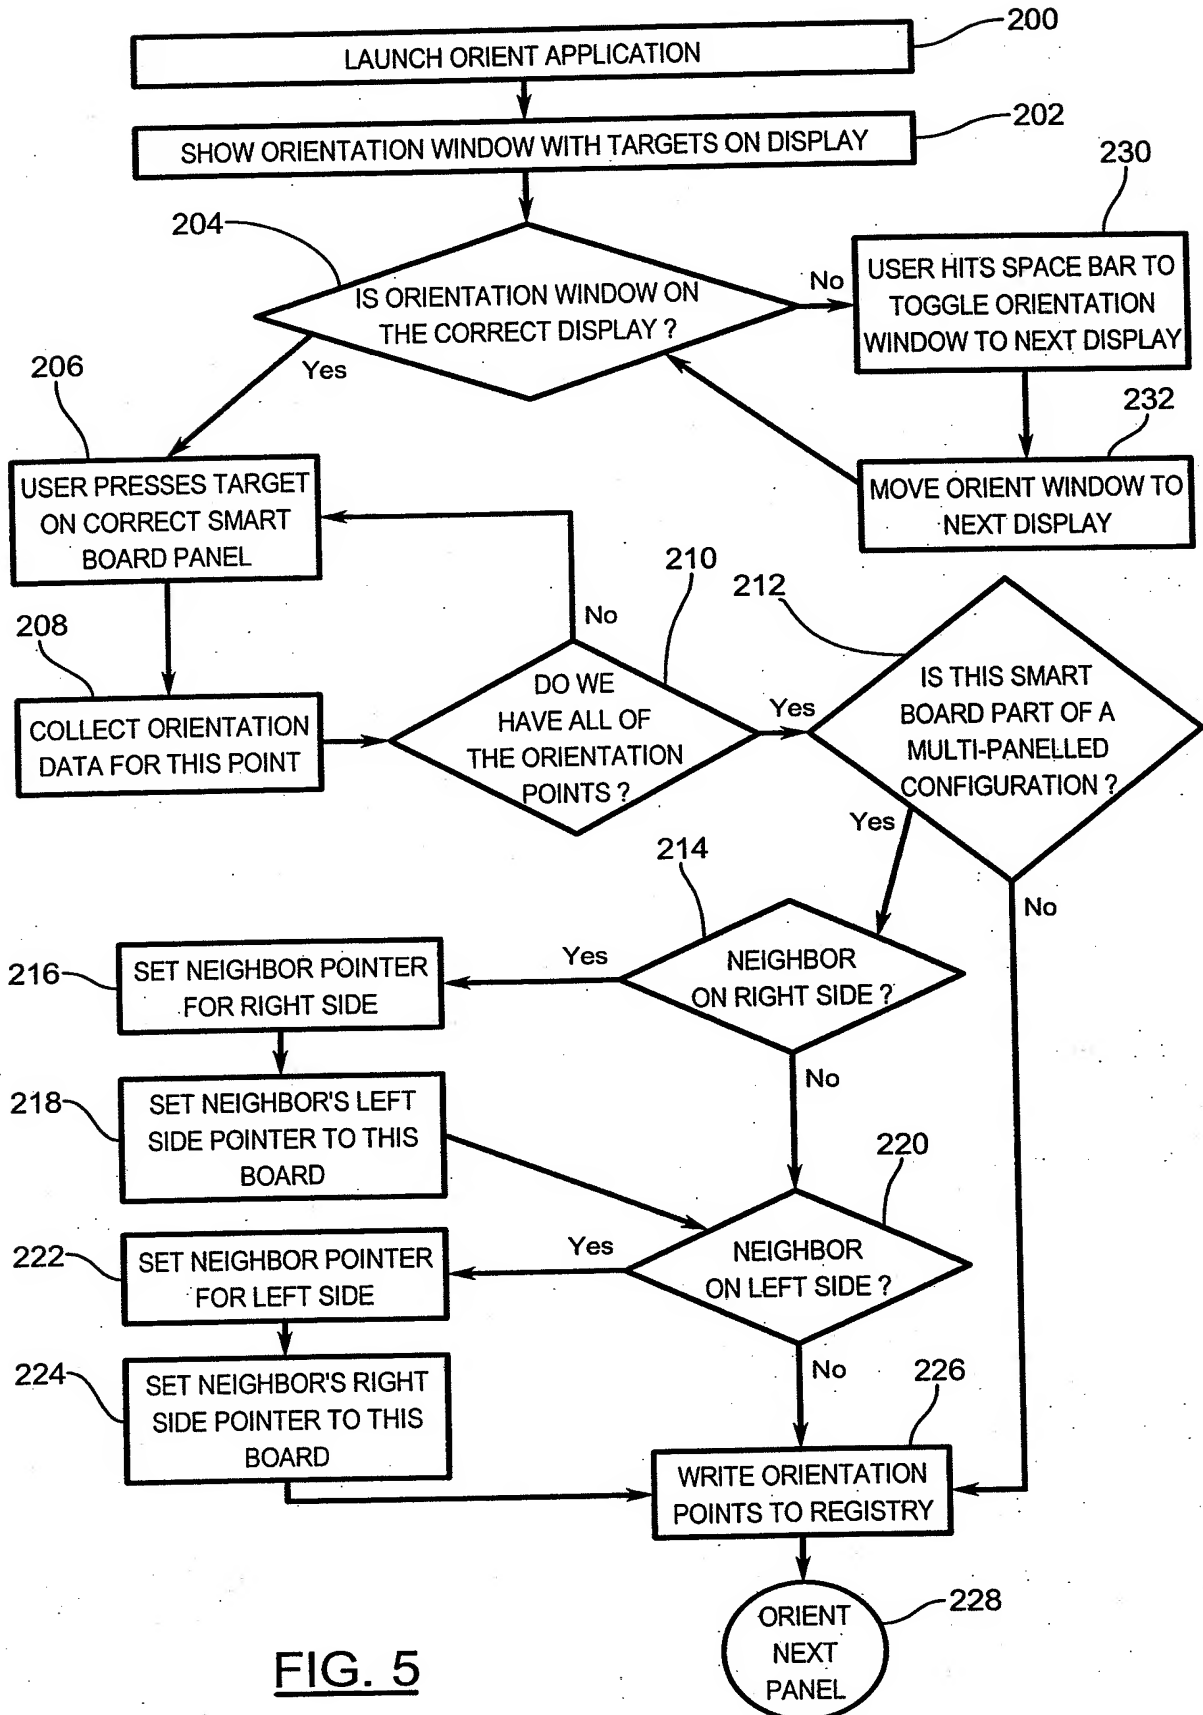 200
LAUNCH ORIENT APPLICATION
202
SHOW ORIENTATION WINDOW WITH TARGETS ON DISPLAY
204
IS ORIENTATION WINDOW ON
THE CORRECT DISPLAY ?
No
230
USER HITS SPACE BAR TO
TOGGLE ORIENTATION
WINDOW TO NEXT DISPLAY
Yes
232
MOVE ORIENT WINDOW TO
NEXT DISPLAY
206
USER PRESSES TARGET
ON CORRECT SMART
BOARD PANEL
208
COLLECT ORIENTATION
DATA FOR THIS POINT
No
210
DO WE
HAVE ALL OF
THE ORIENTATION
POINTS ?
Yes
212
IS THIS SMART
BOARD PART OF A
MULTI-PANELLED
CONFIGURATION ?
Yes
No
214
NEIGHBOR
ON RIGHT SIDE ?
Yes
216
SET NEIGHBOR POINTER
FOR RIGHT SIDE
No
218
SET NEIGHBOR'S LEFT
SIDE POINTER TO THIS
BOARD
220
NEIGHBOR
ON LEFT SIDE ?
Yes
222
SET NEIGHBOR POINTER
FOR LEFT SIDE
No
224
SET NEIGHBOR'S RIGHT
SIDE POINTER TO THIS
BOARD
226
WRITE ORIENTATION
POINTS TO REGISTRY
228
ORIENT
NEXT
PANEL
FIG. 5